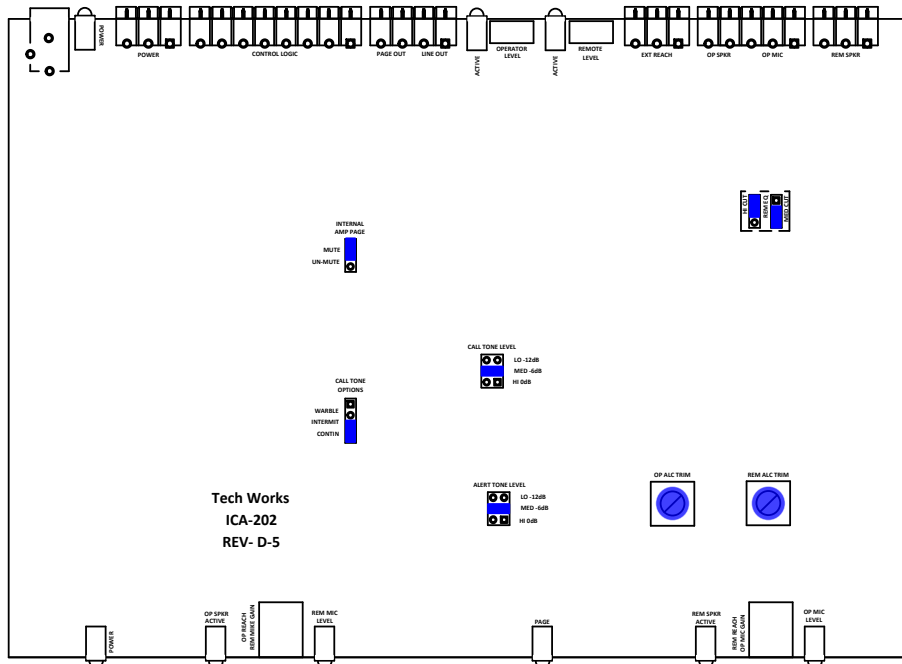 POWER
POWER
CONTROL LOGIC
PAGE OUT
LINE OUT
ACTIVE
OPERATOR
LEVEL
ACTIVE
REMOTE
LEVEL
EXT REACH
OP SPKR
OP MIC
REM SPKR
HI CUT
REM EQ
MED CUT
INTERNAL
AMP PAGE
MUTE
UN-MUTE
CALL TONE LEVEL
LO -12dB
MED -6dB
HI 0dB
CALL TONE
OPTIONS
WARBLE
INTERMIT
CONTIN
ALERT TONE LEVEL
LO -12dB
MED -6dB
HI 0dB
OP ALC TRIM
REM ALC TRIM
Tech Works
ICA-202
REV- D-5
POWER
OP SPKR
ACTIVE
OP REACH
REM MIKE GAIN
REM MIC
LEVEL
PAGE
REM SPKR
ACTIVE
REM REACH
OP MIC GAIN
OP MIC
LEVEL